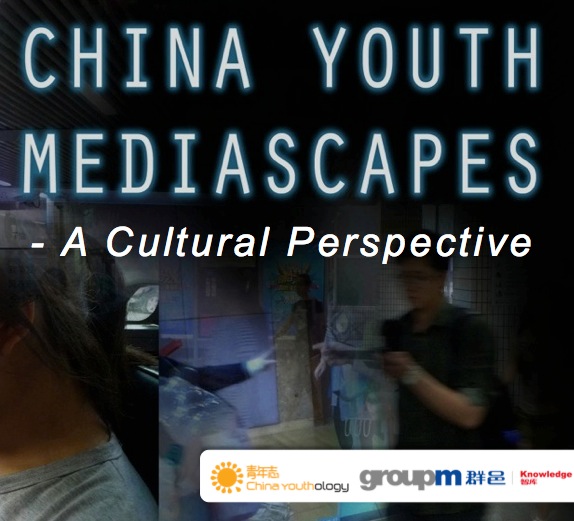 CHINA YOUTH
MEDIASCAPES
- A Cultural Perspective
青年志
China youthology
groupm 群邑
Knowledge
智库